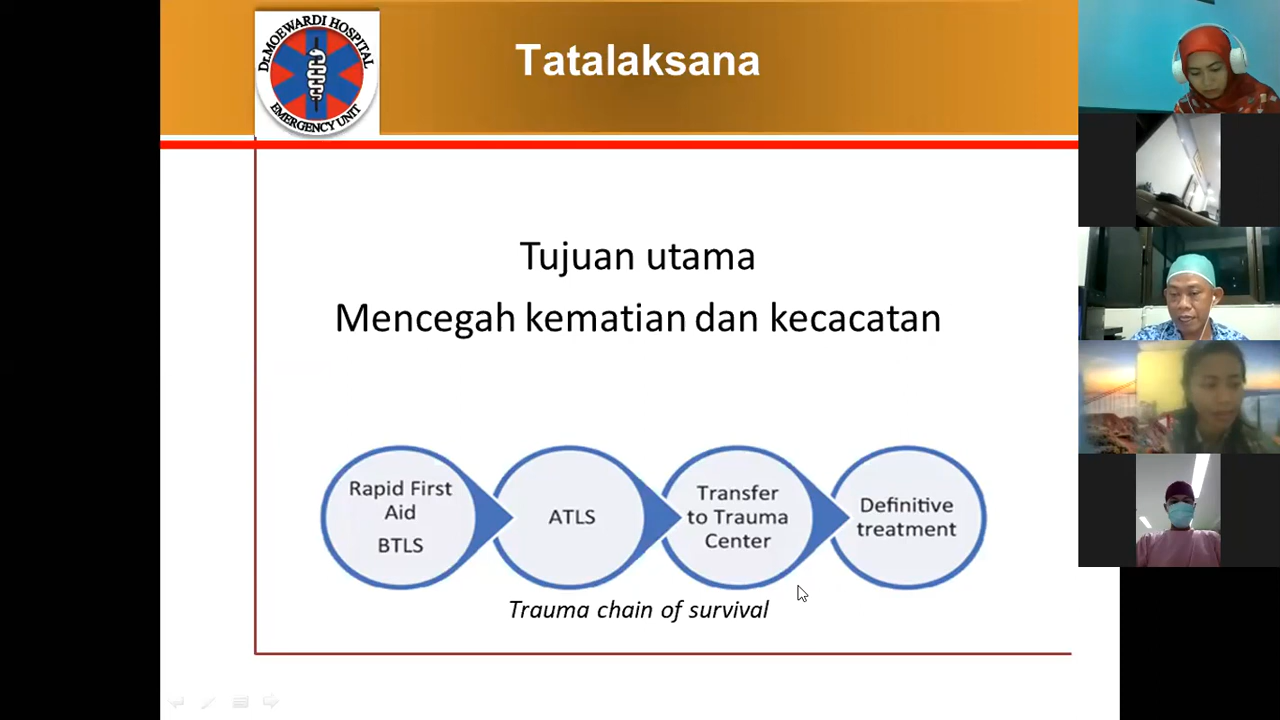 Dr.MOEWARDI HOSPITAL
EMERGENCY UNIT
Tatalaksana
Tujuan utama
Mencegah kematian dan kecacatan
Rapid First
Aid
BTLS
ATLS
Transfer
to Trauma
Center
Definitive
treatment
Trauma chain of survival